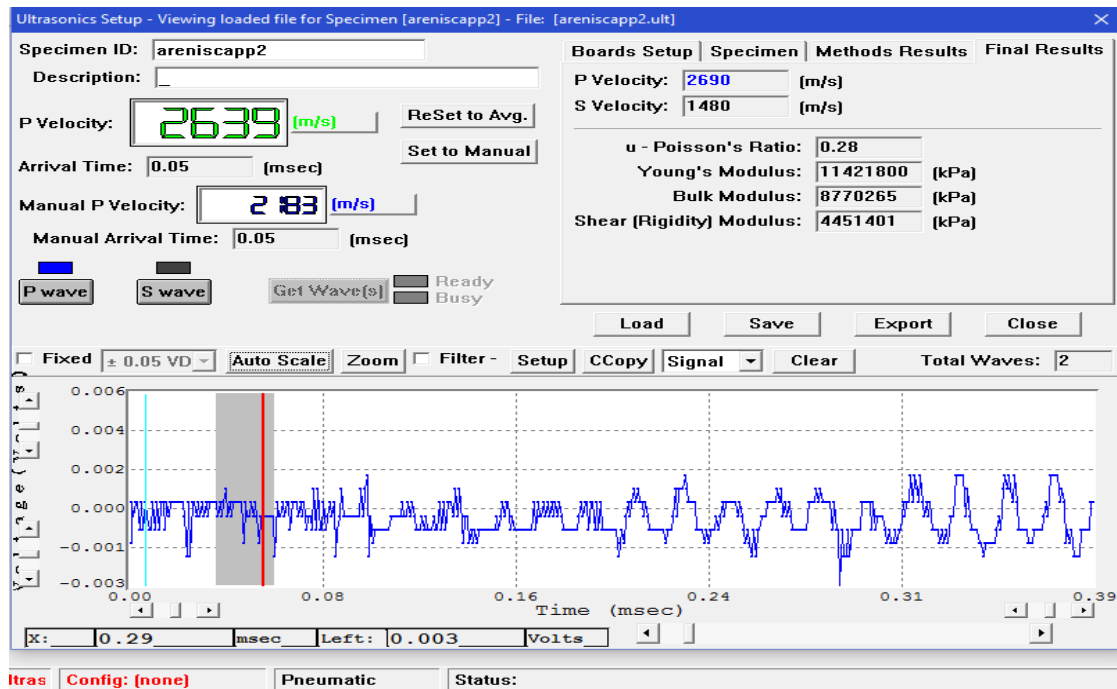 Ultrasonics Setup - Viewing loaded file for Specimen [areniscapp2] - File: [areniscapp2.ult]
Specimen ID: areniscapp2
Description: _
P Velocity: 2639 (m/s)
ReSet to Avg.
Set to Manual
Arrival Time: 0.05 (msec)
Manual P Velocity: 2183 (m/s)
Manual Arrival Time: 0.05 (msec)
P wave
S wave
Get Wave(s)
Ready
Busy
Boards Setup Specimen Methods Results Final Results
P Velocity: 2690 (m/s)
S Velocity: 1480 (m/s)
u - Poisson's Ratio: 0.28
Young's Modulus: 11421800 (kPa)
Bulk Modulus: 8770265 (kPa)
Shear (Rigidity) Modulus: 4451401 (kPa)
Load Save Export Close
Fixed ± 0.05 VD Auto Scale Zoom Filter - Setup CCopy Signal Clear Total Waves: 2
0.006
0.004
0.002
0.000
-0.001
-0.003
0.00 0.08 0.16 0.24 0.31 0.39
Time (msec)
X: 0.29 msec Left: 0.003 Volts
ltras Config: (none) Pneumatic Status: